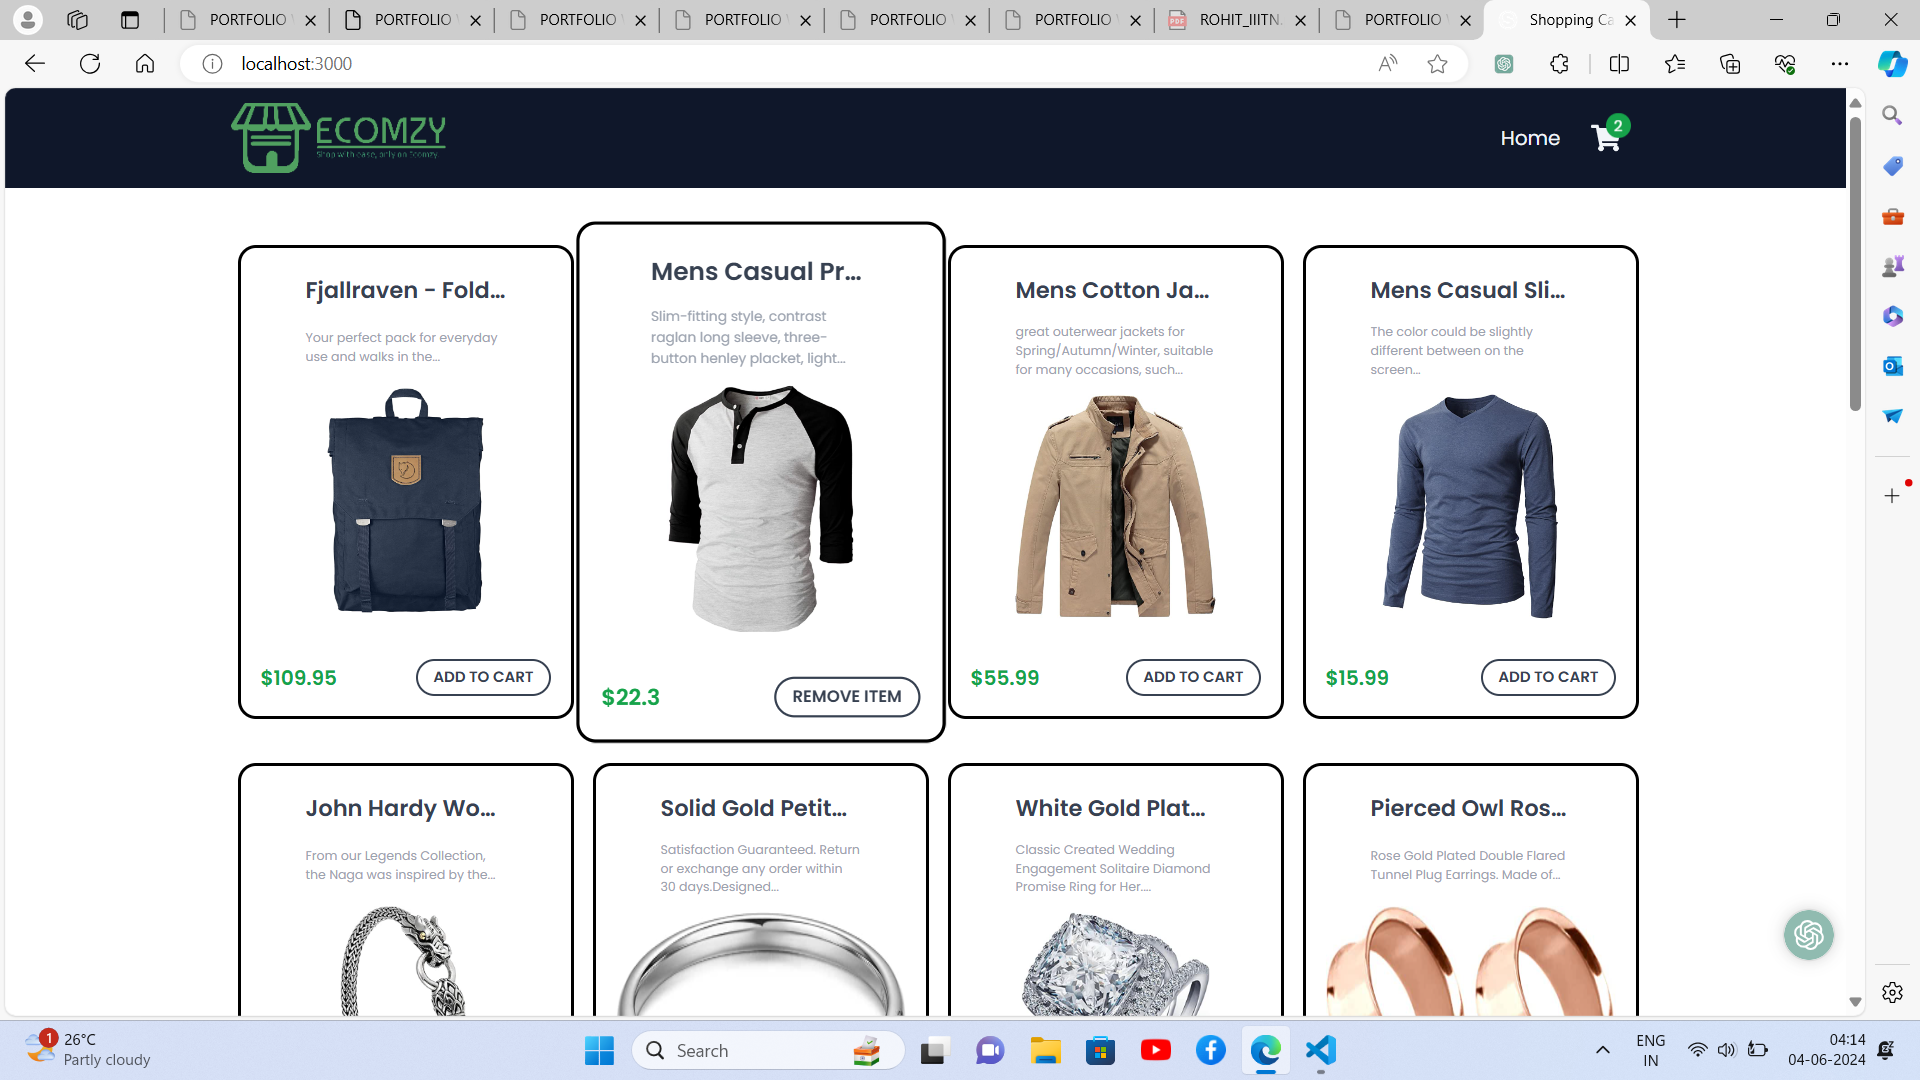 PORTFOLIO
PORTFOLIO
PORTFOLIO
PORTFOLIO
PORTFOLIO
PORTFOLIO
PDF
ROHIT_IIITN
PORTFOLIO
Shopping Ca
localhost:3000
ECOMZY
Shop with ease, only on Ecomzy.
Home
2
Fjallraven - Fold...
Your perfect pack for everyday
use and walks in the...
$109.95
ADD TO CART
Mens Casual Pr...
Slim-fitting style, contrast
raglan long sleeve, three-
button henley placket, light...
$22.3
REMOVE ITEM
Mens Cotton Ja...
great outerwear jackets for
Spring/Autumn/Winter, suitable
for many occasions, such...
$55.99
ADD TO CART
Mens Casual Sli...
The color could be slightly
different between on the
screen...
$15.99
ADD TO CART
John Hardy Wo...
From our Legends Collection,
the Naga was inspired by the...
Solid Gold Petit...
Satisfaction Guaranteed. Return
or exchange any order within
30 days.Designed...
White Gold Plat...
Classic Created Wedding
Engagement Solitaire Diamond
Promise Ring for Her....
Pierced Owl Ros...
Rose Gold Plated Double Flared
Tunnel Plug Earrings. Made of...
1
26°C
Partly cloudy
Search
ENG
IN
04:14
04-06-2024